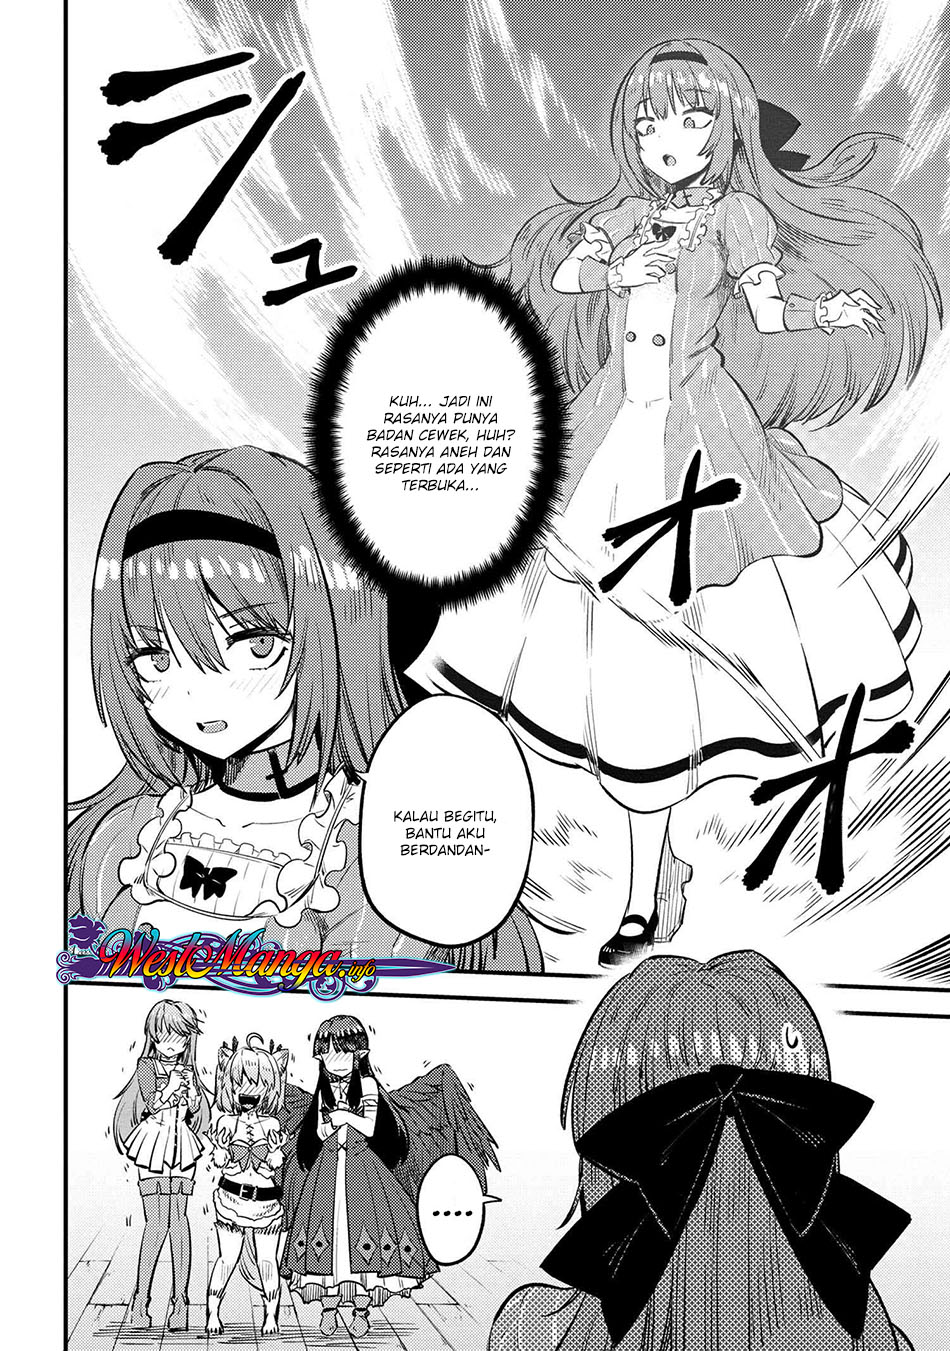 シュオオオ
KUH... JADI INI
RASANYA PUNYA
BADAN CEWEK, HUH?
RASANYA ANEH DAN
SEPERTI ADA YANG
TERBUKA...
KALAU BEGITU,
BANTU AKU
BERDANDAN-
WestManga.info
.....